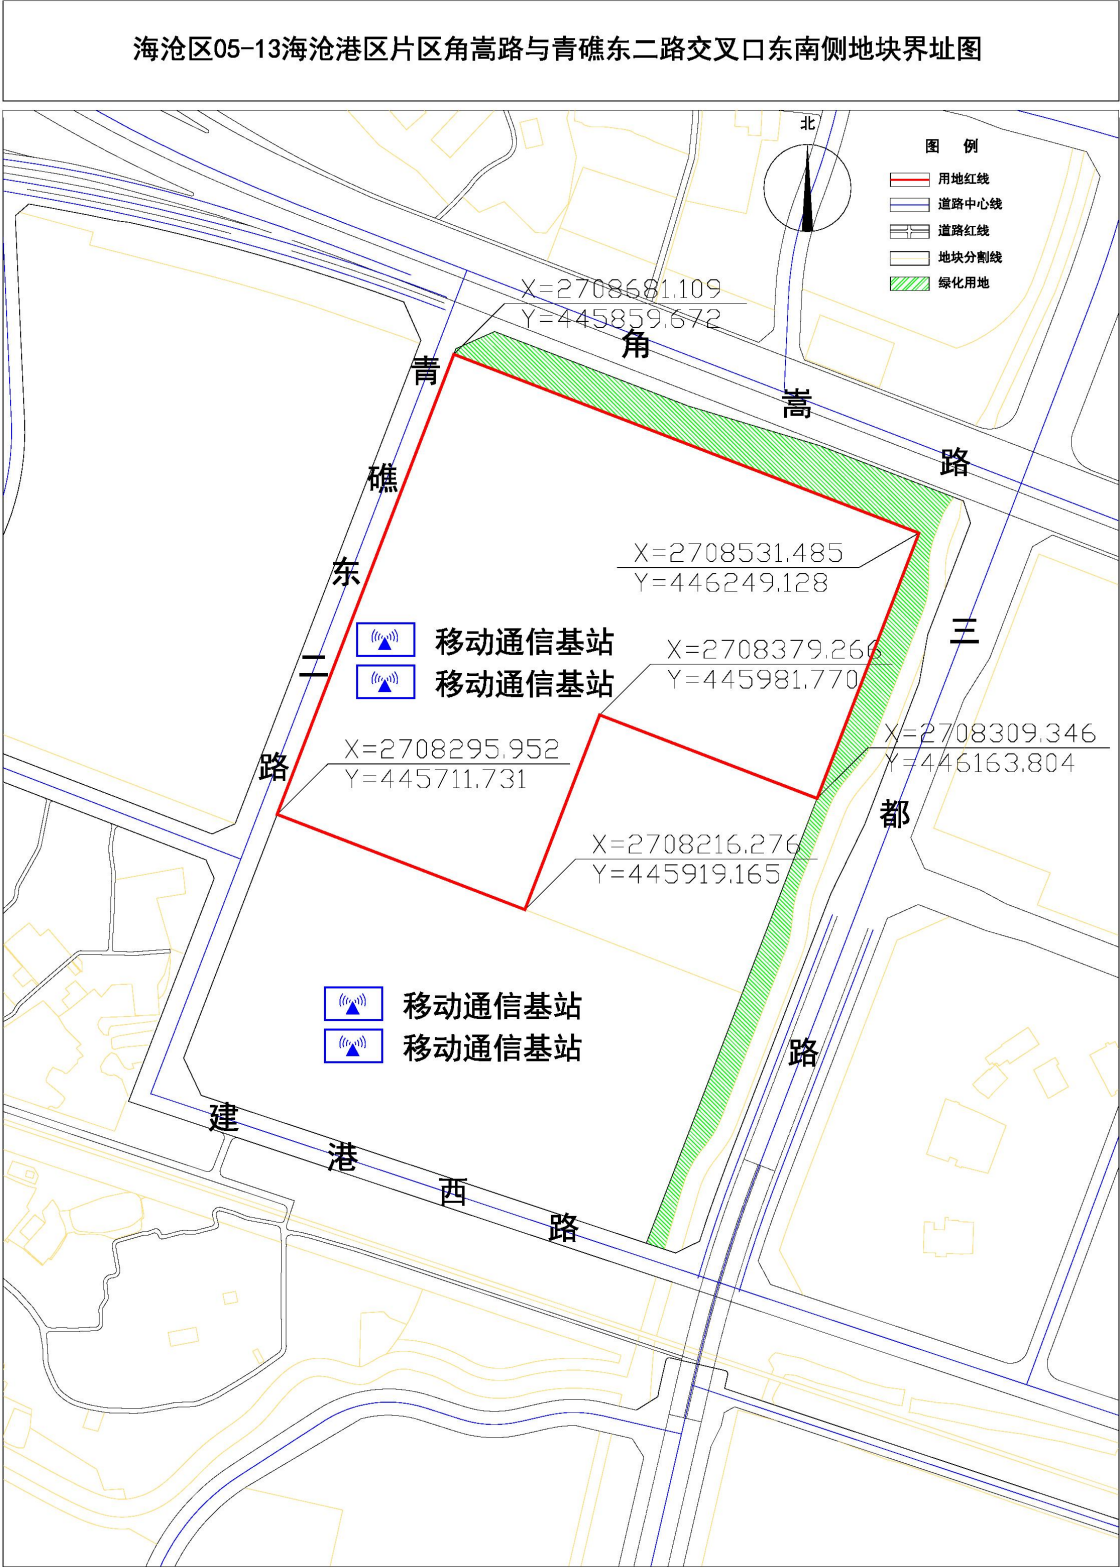 海沧区05-13海沧港区片区角嵩路与青礁东二路交叉口东南侧地块界址图
北
图 例
用地红线
道路中心线
道路红线
地块分割线
绿化用地
X=2708681.109
Y=445859.672
角嵩路
青礁东二路
X=2708531.485
Y=446249.128
三都路
移动通信基站
移动通信基站
X=2708379.266
Y=445981.770
X=2708309.346
Y=446163.804
X=2708295.952
Y=445711.731
X=2708216.276
Y=445919.165
移动通信基站
移动通信基站
建港西路